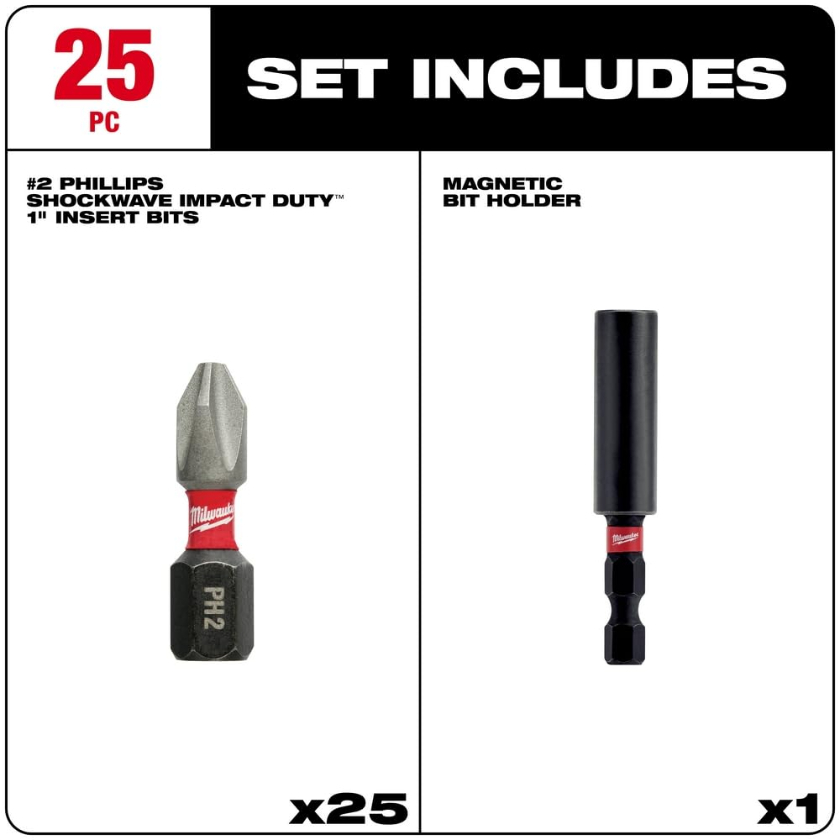 25
PC
SET INCLUDES
#2 PHILLIPS
SHOCKWAVE IMPACT DUTY™
1" INSERT BITS
MAGNETIC
BIT HOLDER
Milwaukee
PH2
Milwaukee
x25
x1